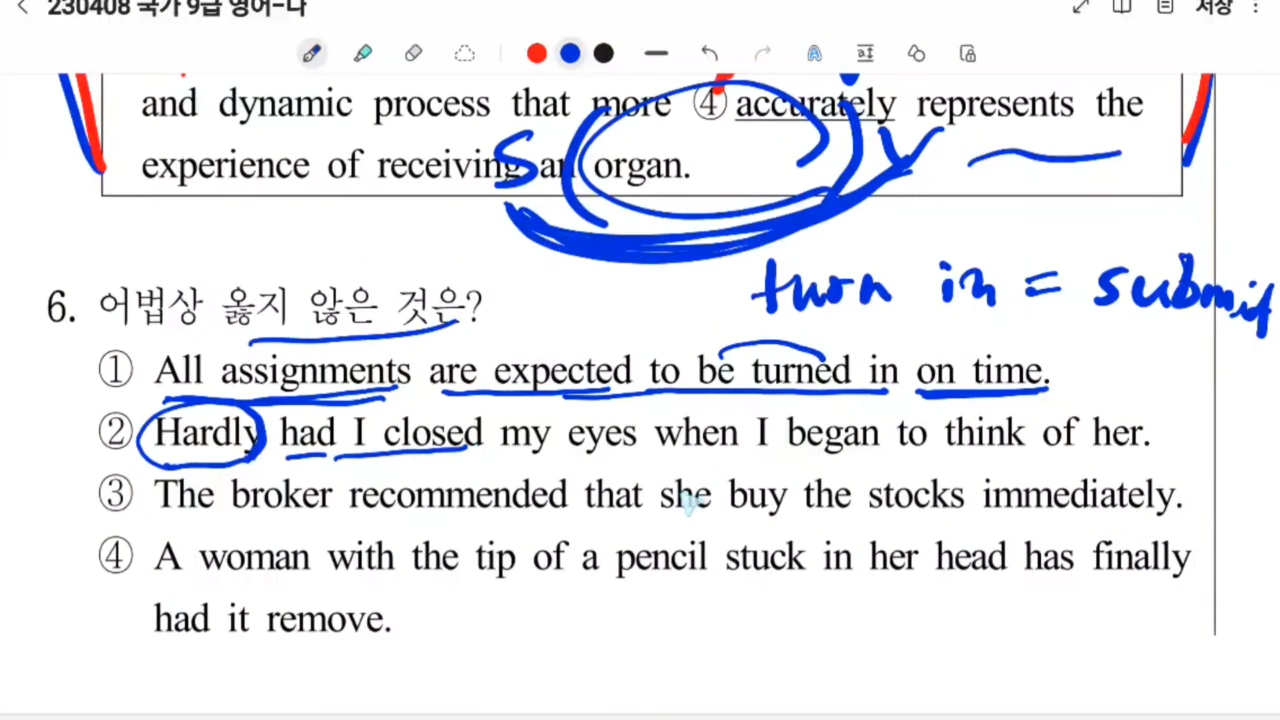 230408 국가 9급 영어-나
저장
and dynamic process that more ④ accurately represents the
experience of receiving an organ.
S V
turn in = submit
6. 어법상 옳지 않은 것은?
① All assignments are expected to be turned in on time.
② Hardly had I closed my eyes when I began to think of her.
③ The broker recommended that she buy the stocks immediately.
④ A woman with the tip of a pencil stuck in her head has finally
had it remove.